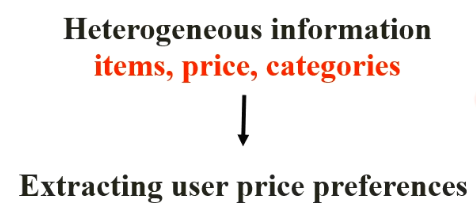 Heterogeneous information
items, price, categories
Extracting user price preferences